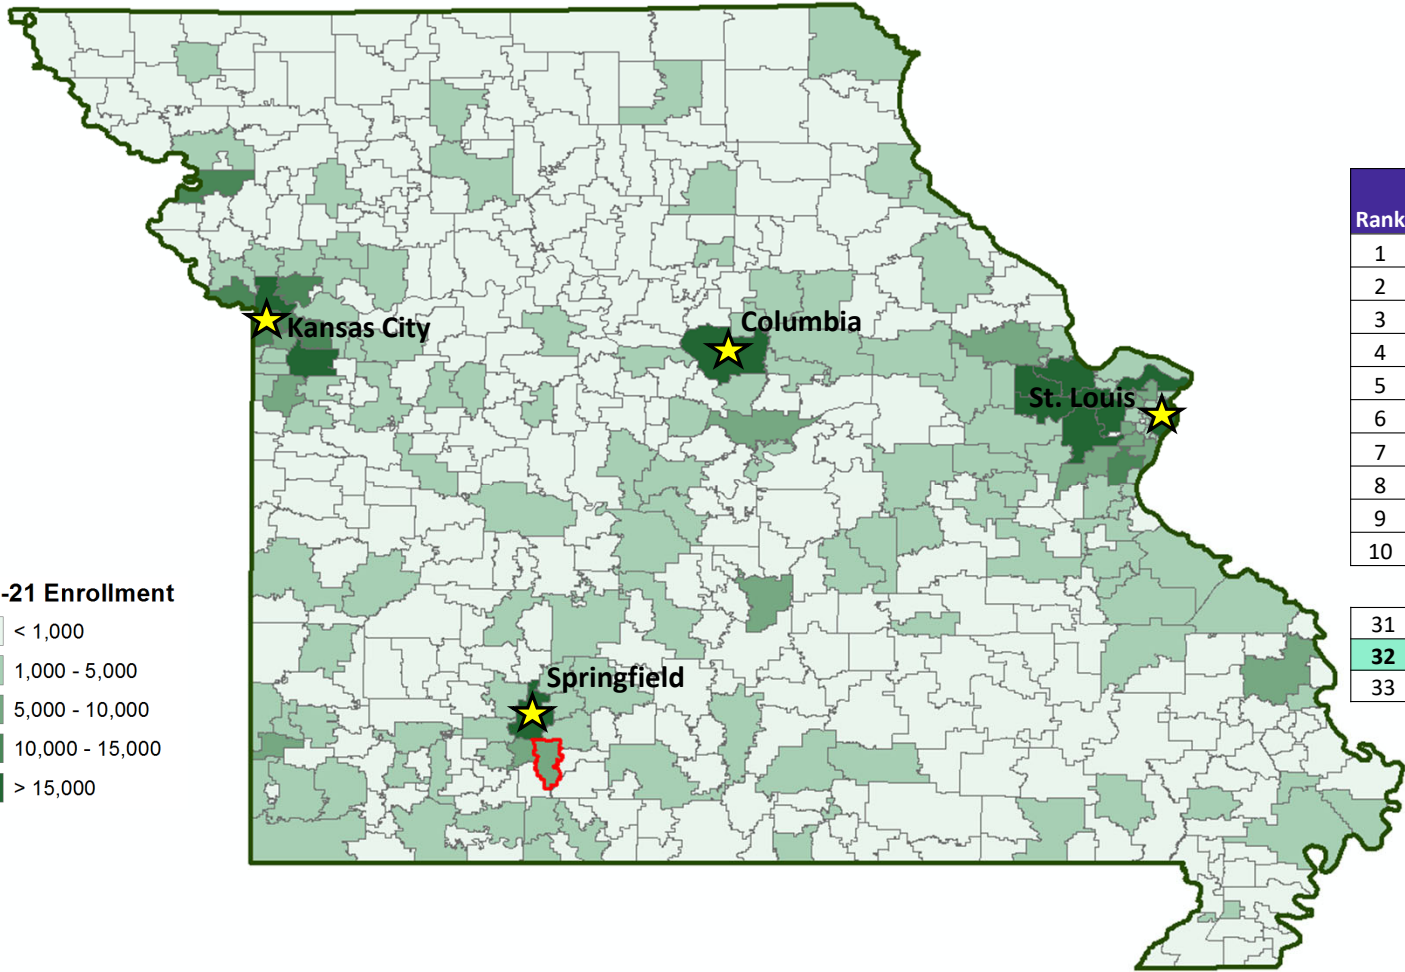 Rank
1
2
3
4
5
6
7
8
9
10
31
32
33
Kansas City
Columbia
St. Louis
Springfield
-21 Enrollment
< 1,000
1,000 - 5,000
5,000 - 10,000
10,000 - 15,000
> 15,000